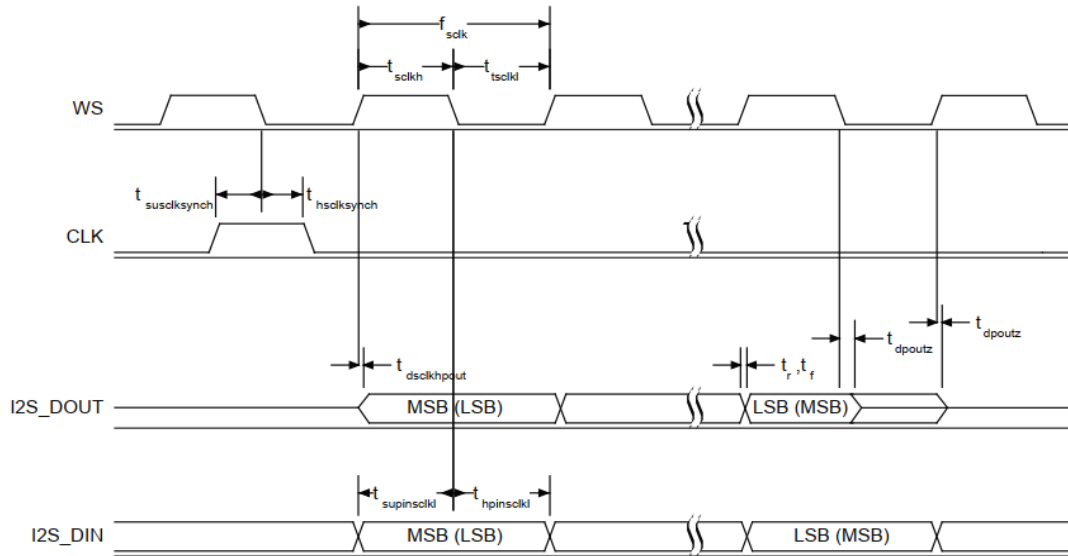 f sclk
t sclkh t tsclkl
WS
t susclksynch t hsclksynch
CLK
t dpoutz
t dpoutz
t dsclkhpout t r ,t f
I2S_DOUT MSB (LSB) LSB (MSB)
t supinsclkl t hpinsclkl
I2S_DIN MSB (LSB) LSB (MSB)